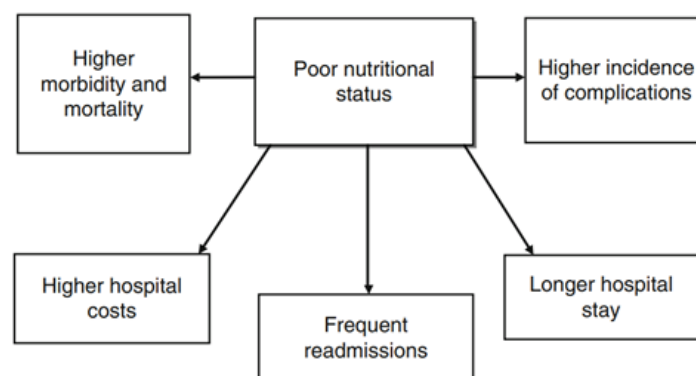 Higher
morbidity and
mortality
Poor nutritional
status
Higher incidence
of complications
Higher hospital
costs
Frequent
readmissions
Longer hospital
stay